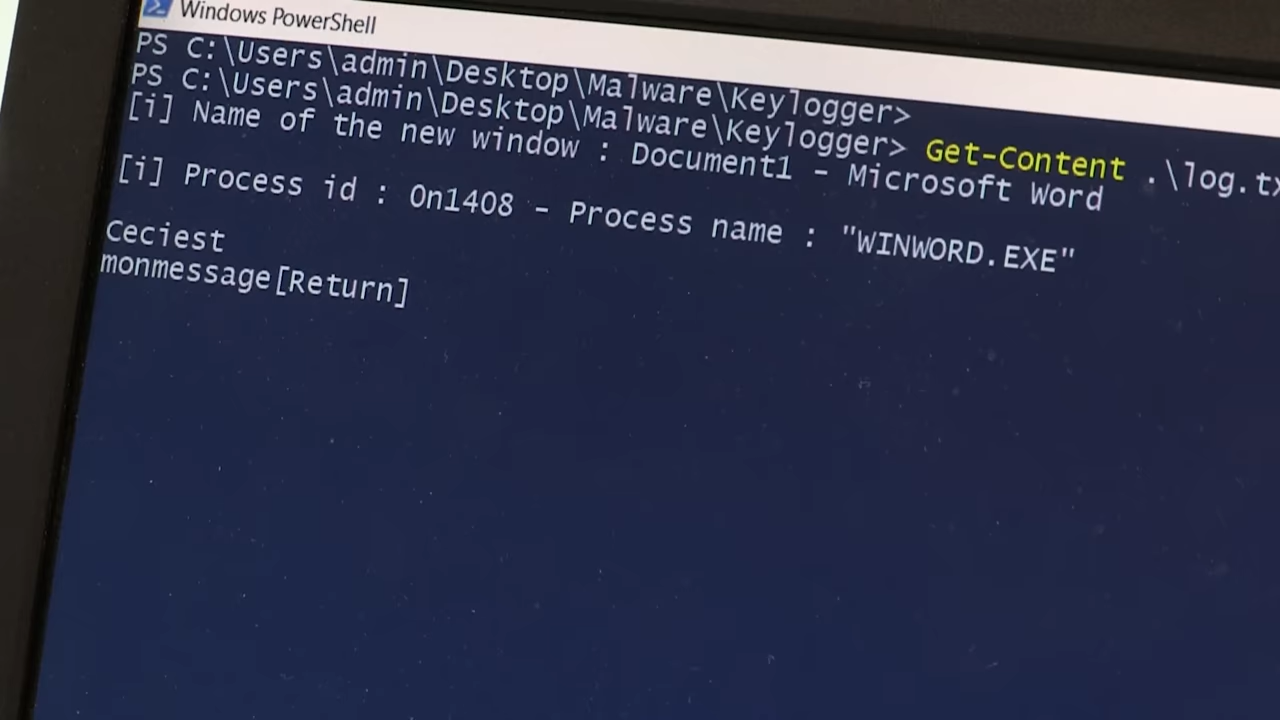 Windows PowerShell
PS C:\Users\admin\Desktop\Malware\Keylogger>
PS C:\Users\admin\Desktop\Malware\Keylogger> Get-Content .\log.tx
[i] Name of the new window : Document1 - Microsoft Word
[i] Process id : 0n1408 - Process name : "WINWORD.EXE"
Ceciest
monmessage[Return]